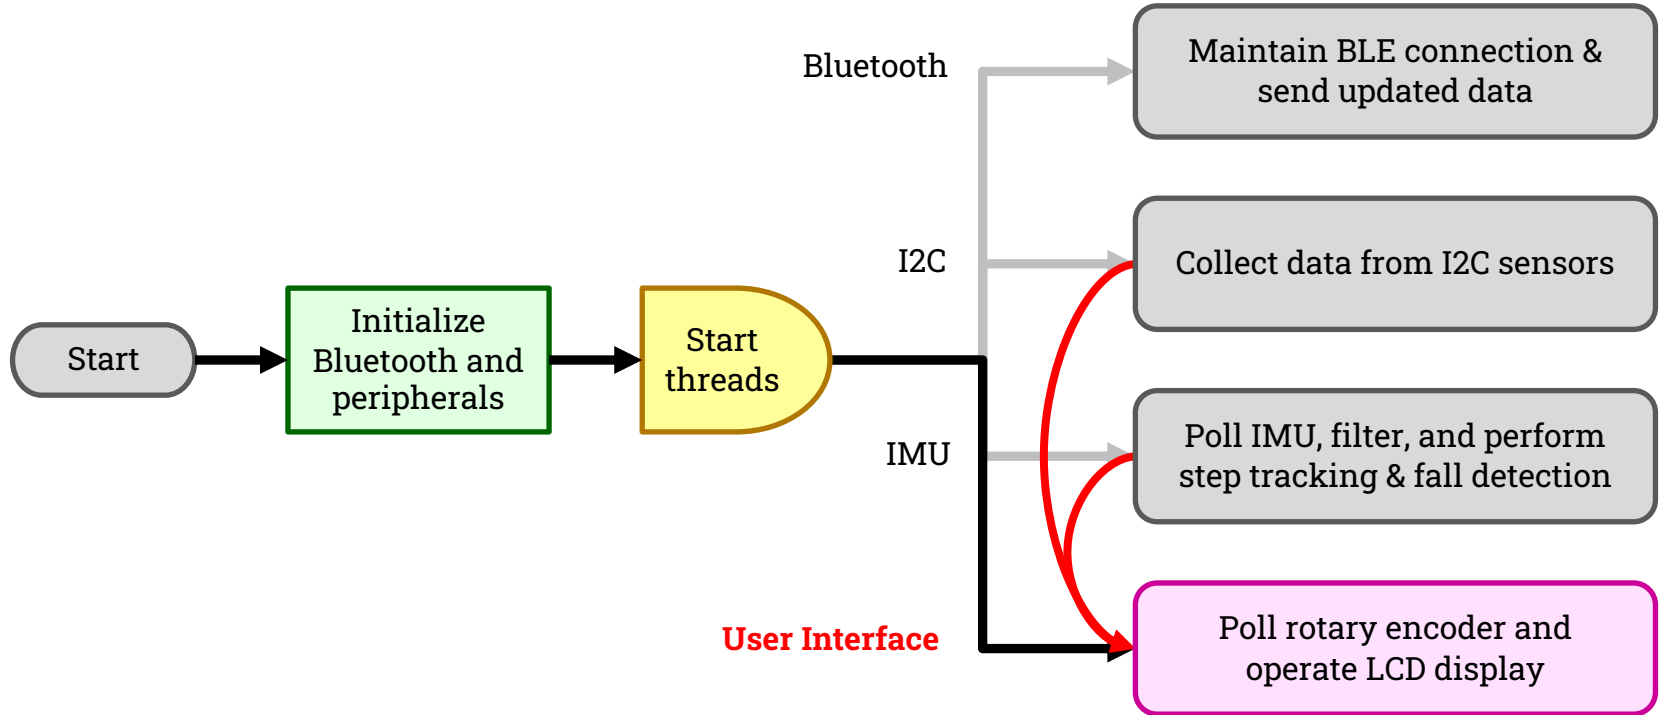 Start
Initialize
Bluetooth and
peripherals
Start
threads
Bluetooth
Maintain BLE connection &
send updated data
I2C
Collect data from I2C sensors
IMU
Poll IMU, filter, and perform
step tracking & fall detection
User Interface
Poll rotary encoder and
operate LCD display